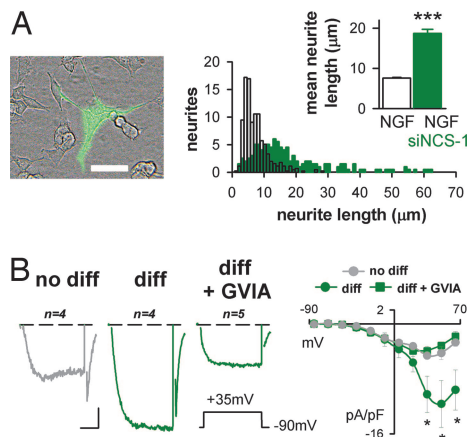 A
neurites
20
15
10
5
0
0 10 20 30 40 50 60 70
neurite length (μm)
mean neurite
length (μm)
20
10
0
***
NGF NGF
siNCS-1
B
no diff
diff
diff
+ GVIA
n=4
n=4
n=5
+35mV
-90mV
no diff
diff
diff + GVIA
-90
2
70
mV
pA/pF
-16
* * *